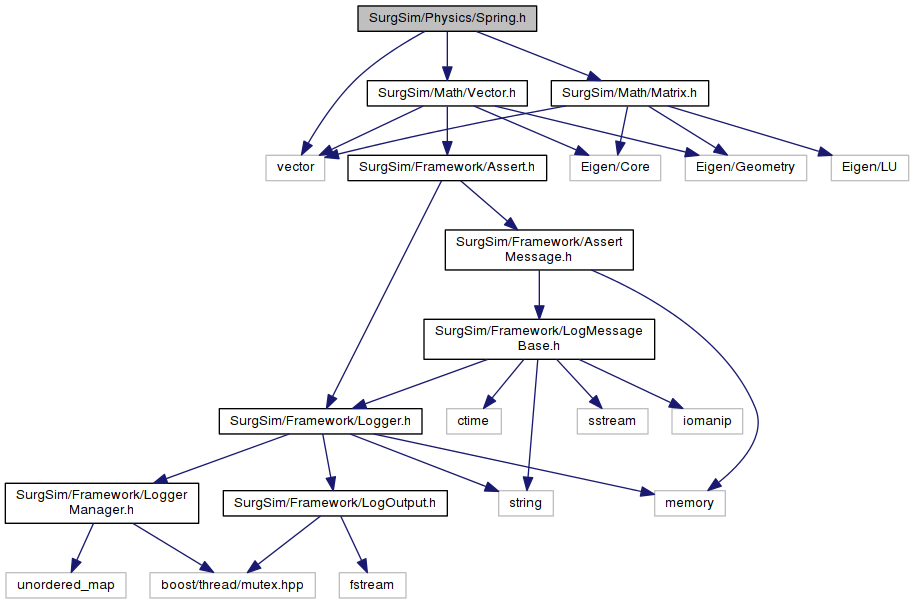 SurgSim/Physics/Spring.h
SurgSim/Math/Vector.h
SurgSim/Math/Matrix.h
vector
SurgSim/Framework/Assert.h
Eigen/Core
Eigen/Geometry
Eigen/LU
SurgSim/Framework/Assert
Message.h
SurgSim/Framework/LogMessage
Base.h
SurgSim/Framework/Logger.h
ctime
sstream
iomanip
SurgSim/Framework/Logger
Manager.h
SurgSim/Framework/LogOutput.h
string
memory
unordered_map
boost/thread/mutex.hpp
fstream